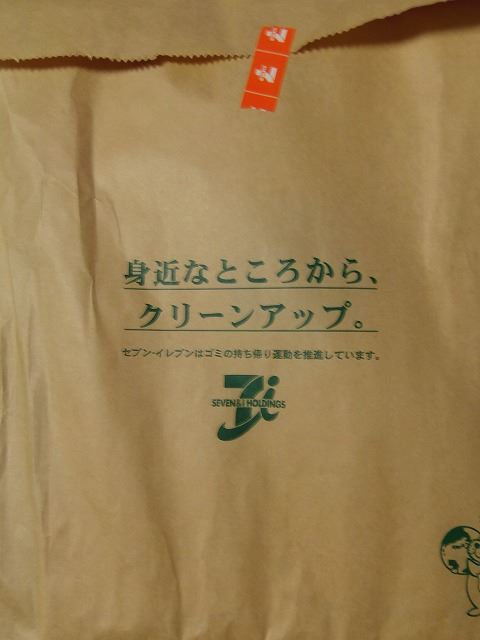 身近なところから、
クリーンアップ。
セブン-イレブンはゴミの持ち帰り運動を推進しています。
SEVEN & I HOLDINGS